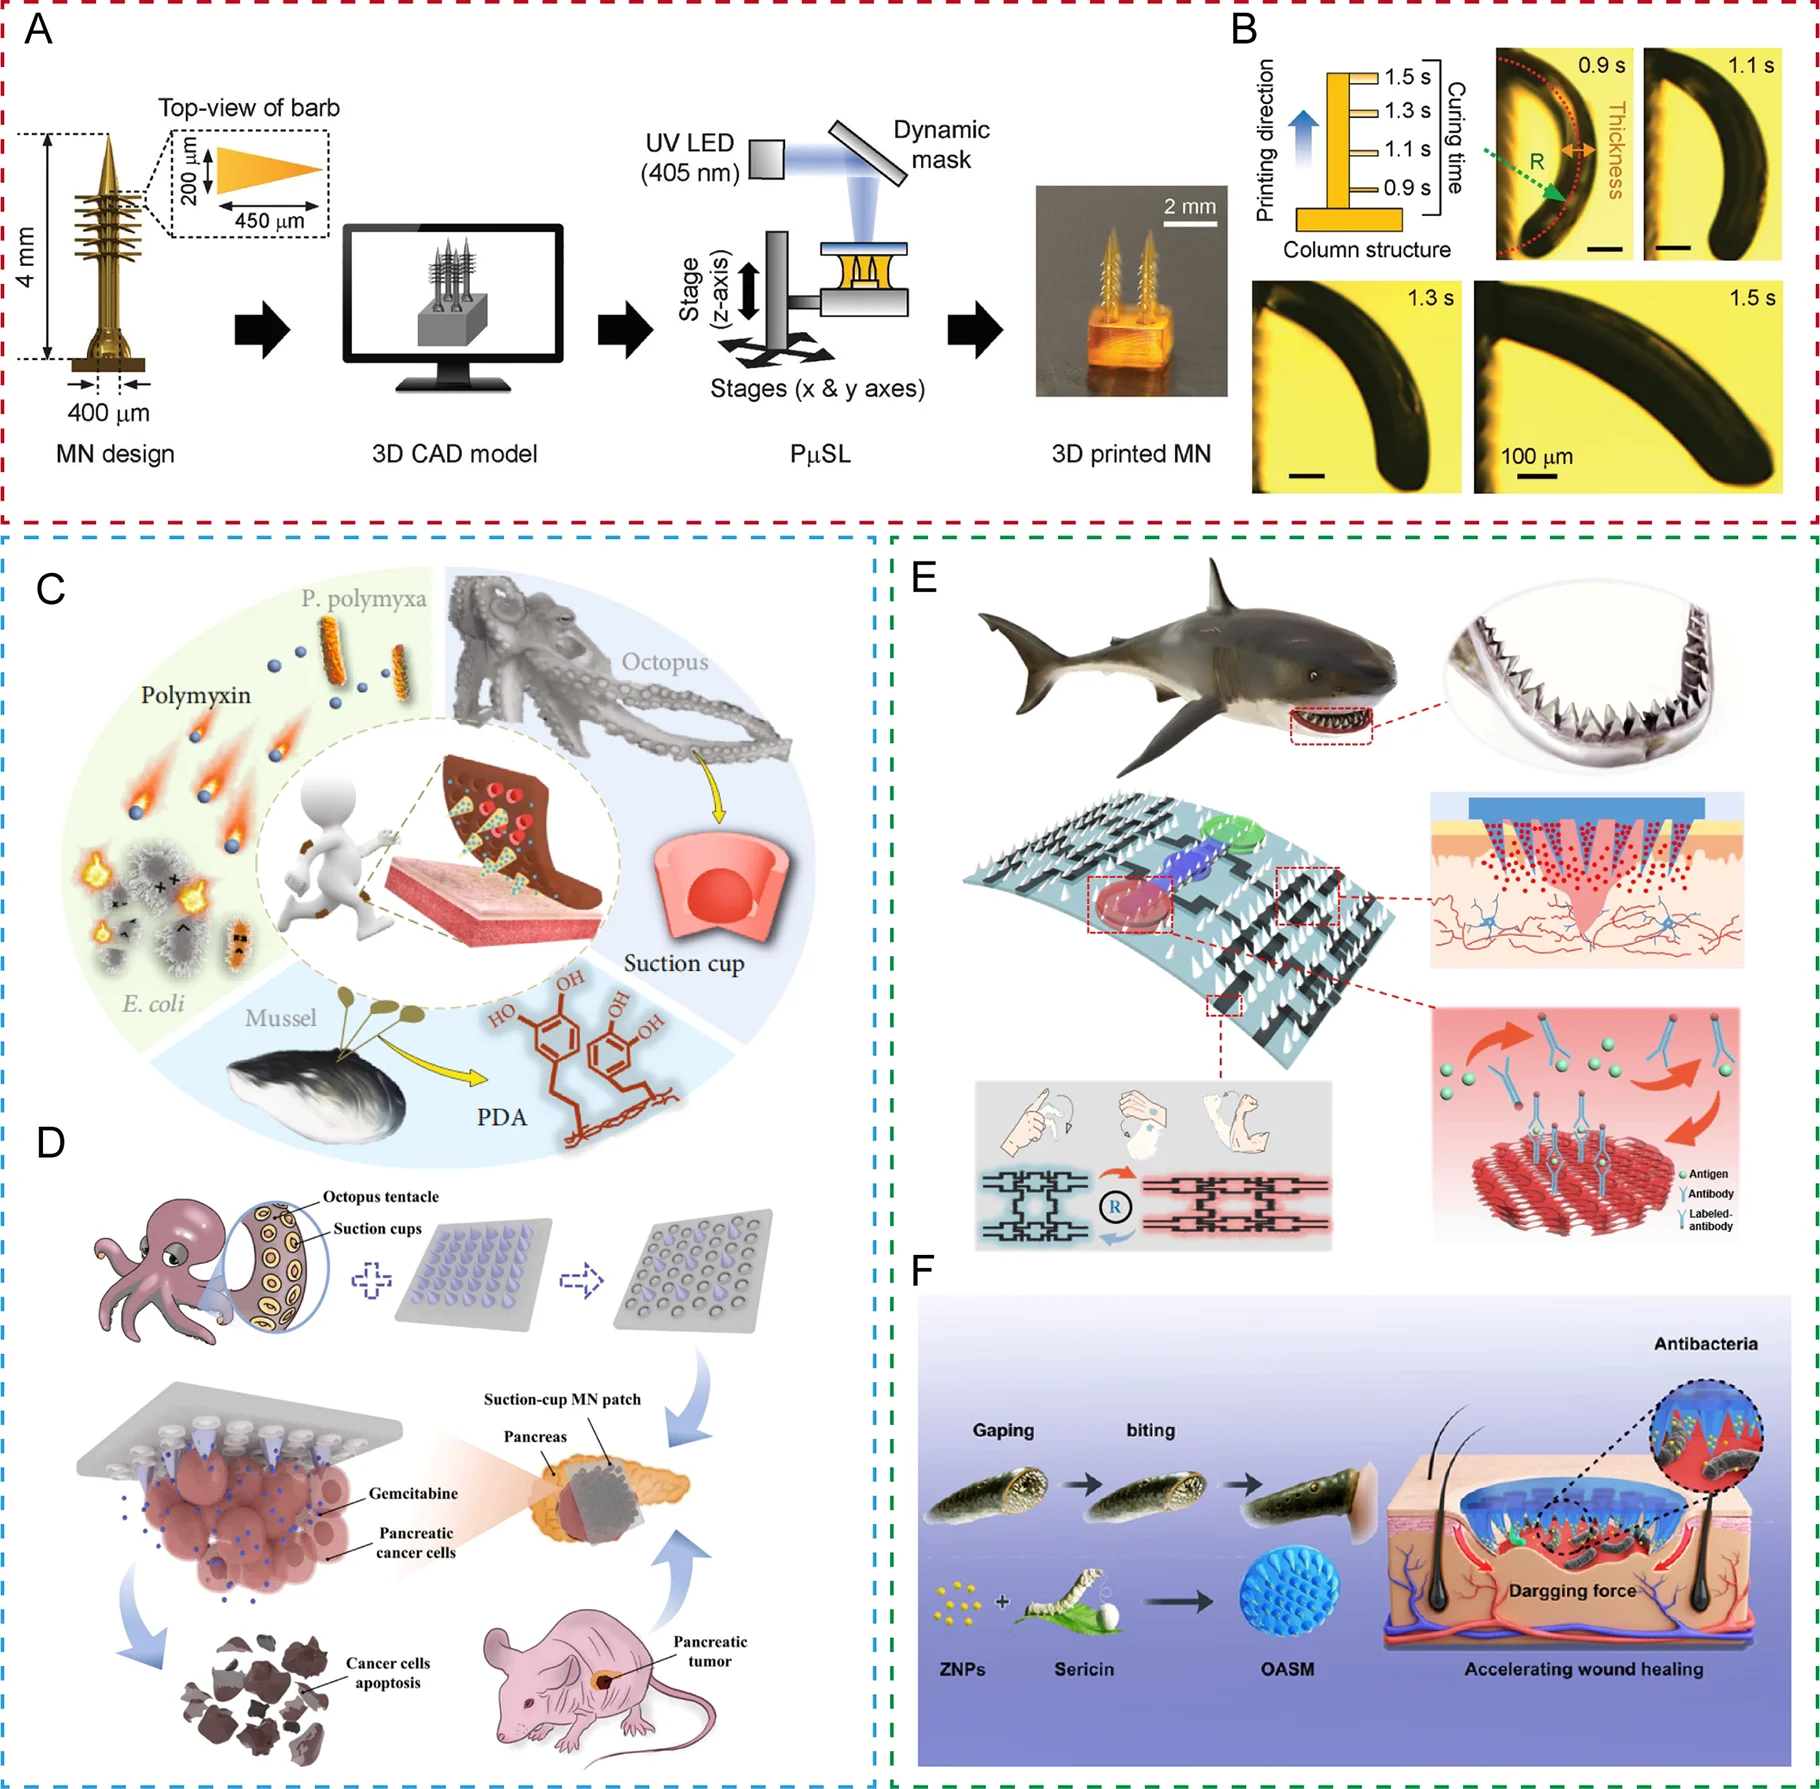 A
Top-view of barb
200 μm
450 μm
4 mm
400 μm
MN design
3D CAD model
UV LED
(405 nm)
Dynamic
mask
Stage
(z-axis)
Stages (x & y axes)
PμSL
2 mm
3D printed MN
B
Printing direction
1.5 s
1.3 s
1.1 s
0.9 s
Curing time
Column structure
0.9 s
R
Thickness
1.1 s
1.3 s
1.5 s
100 μm
C
P. polymyxa
Polymyxin
E. coli
Octopus
Suction cup
Mussel
PDA
HO
OH
OH
OH
D
Octopus tentacle
Suction cups
Suction-cup MN patch
Pancreas
Gemcitabine
Pancreatic
cancer cells
Cancer cells
apoptosis
Pancreatic
tumor
E
R
Antigen
Antibody
Labeled-
antibody
F
Antibacteria
Gaping
biting
Dargging force
ZNPs
+
Sericin
OASM
Accelerating wound healing